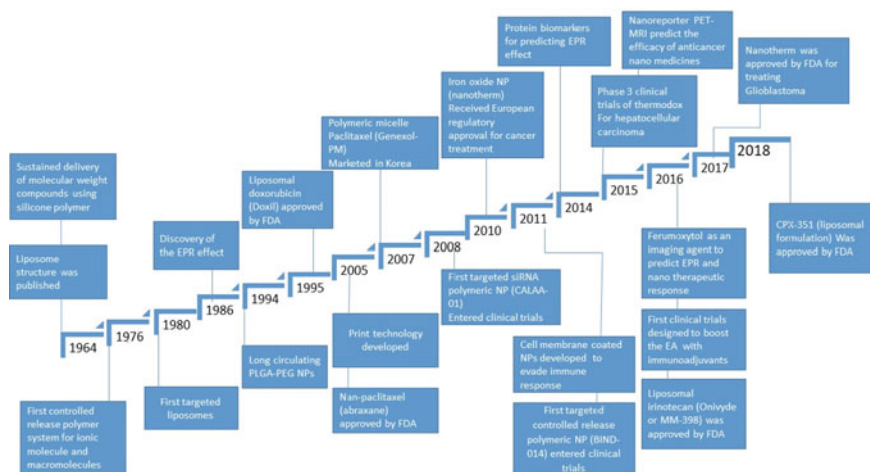 Sustained delivery
of molecular weight
compounds using
silicone polymer
Liposome
structure was
published
1964
1976
First controlled
release polymer
system for ionic
molecule and
macromolecules
1980
First targeted
liposomes
Discovery of
the EPR effect
1986
1994
Long circulating
PLGA-PEG NPs
Liposomal
doxorubicin
(Doxil) approved
by FDA
1995
2005
Print technology
developed
Nan-paclitaxel
(abraxane)
approved by FDA
Polymeric micelle
Paclitaxel (Genexol-
PM)
Marketed in Korea
2007
2008
First targeted siRNA
polymeric NP (CALAA-
01)
Entered clinical trials
Iron oxide NP
(nanotherm)
Received European
regulatory
approval for cancer
treatment
2010
2011
Cell membrane coated
NPs developed to
evade immune
response
First targeted
controlled release
polymeric NP (BIND-
014) entered clinical
trials
Protein biomarkers
for predicting EPR
effect
2014
Nanoreporter PET-
MRI predict the
efficacy of anticancer
nano medicines
Phase 3 clinical
trials of thermodox
For hepatocellular
carcinoma
2015
2016
Ferumoxytol as an
imaging agent to
predict EPR and
nano therapeutic
response
First clinical trials
designed to boost
the EA with
immunoadjuvants
Liposomal
irinotecan (Onivyde
or MM-398) was
approved by FDA
Nanotherm was
approved by FDA for
treating
Glioblastoma
2017
2018
CPX-351 (liposomal
formulation) Was
approved by FDA